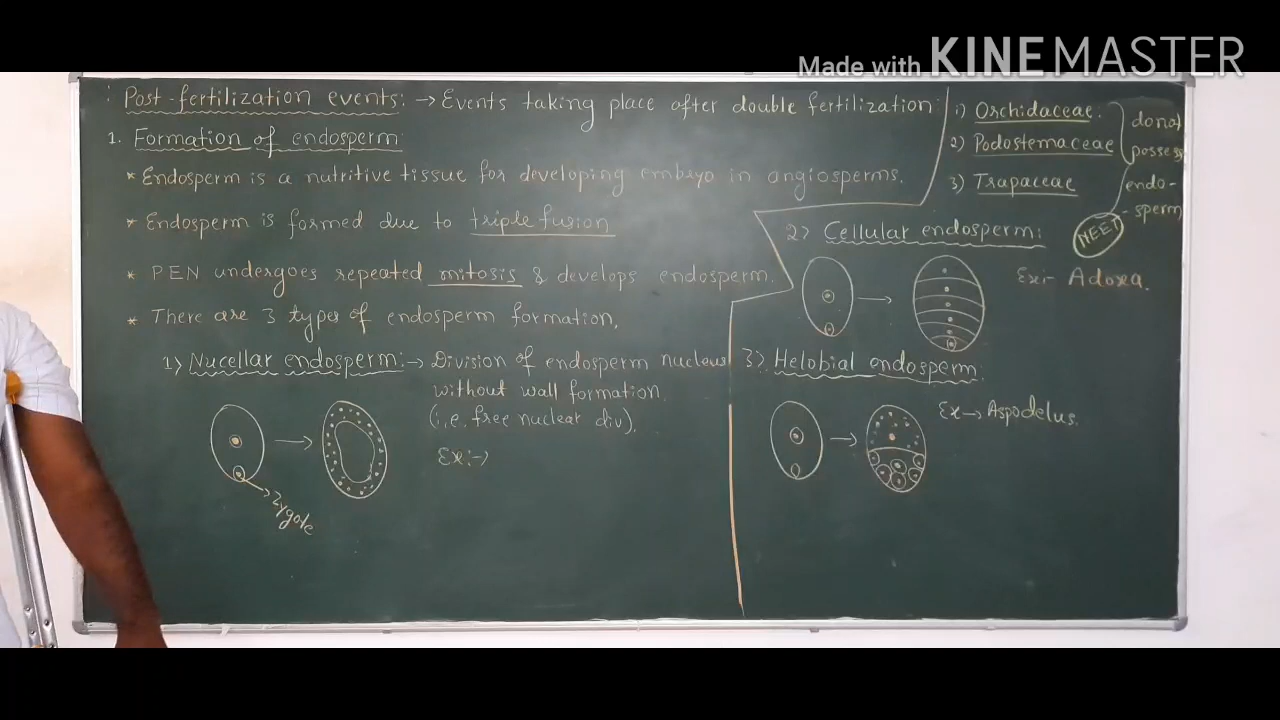 Made with KINEMASTER
: Post-fertilization events: → Events taking place after double fertilization
1. Formation of endosperm:
* Endosperm is a nutritive tissue for developing embryo in angiosperms.
* Endosperm is formed due to triple fusion
* PEN undergoes repeated mitosis & develops endosperm.
* There are 3 types of endosperm formation.
1) Nucellar endosperm: → Division of endosperm nucleus
without wall formation.
(i.e. free nuclear div).
Ex:→
Zygote
1) Orchidaceae:
2) Podostemaceae
3) Trapaceae
donot
possess
endo-
-sperm
NEET
2) Cellular endosperm:
Ex:- Adoxa.
3) Helobial endosperm:
Ex→ Aspodelus.